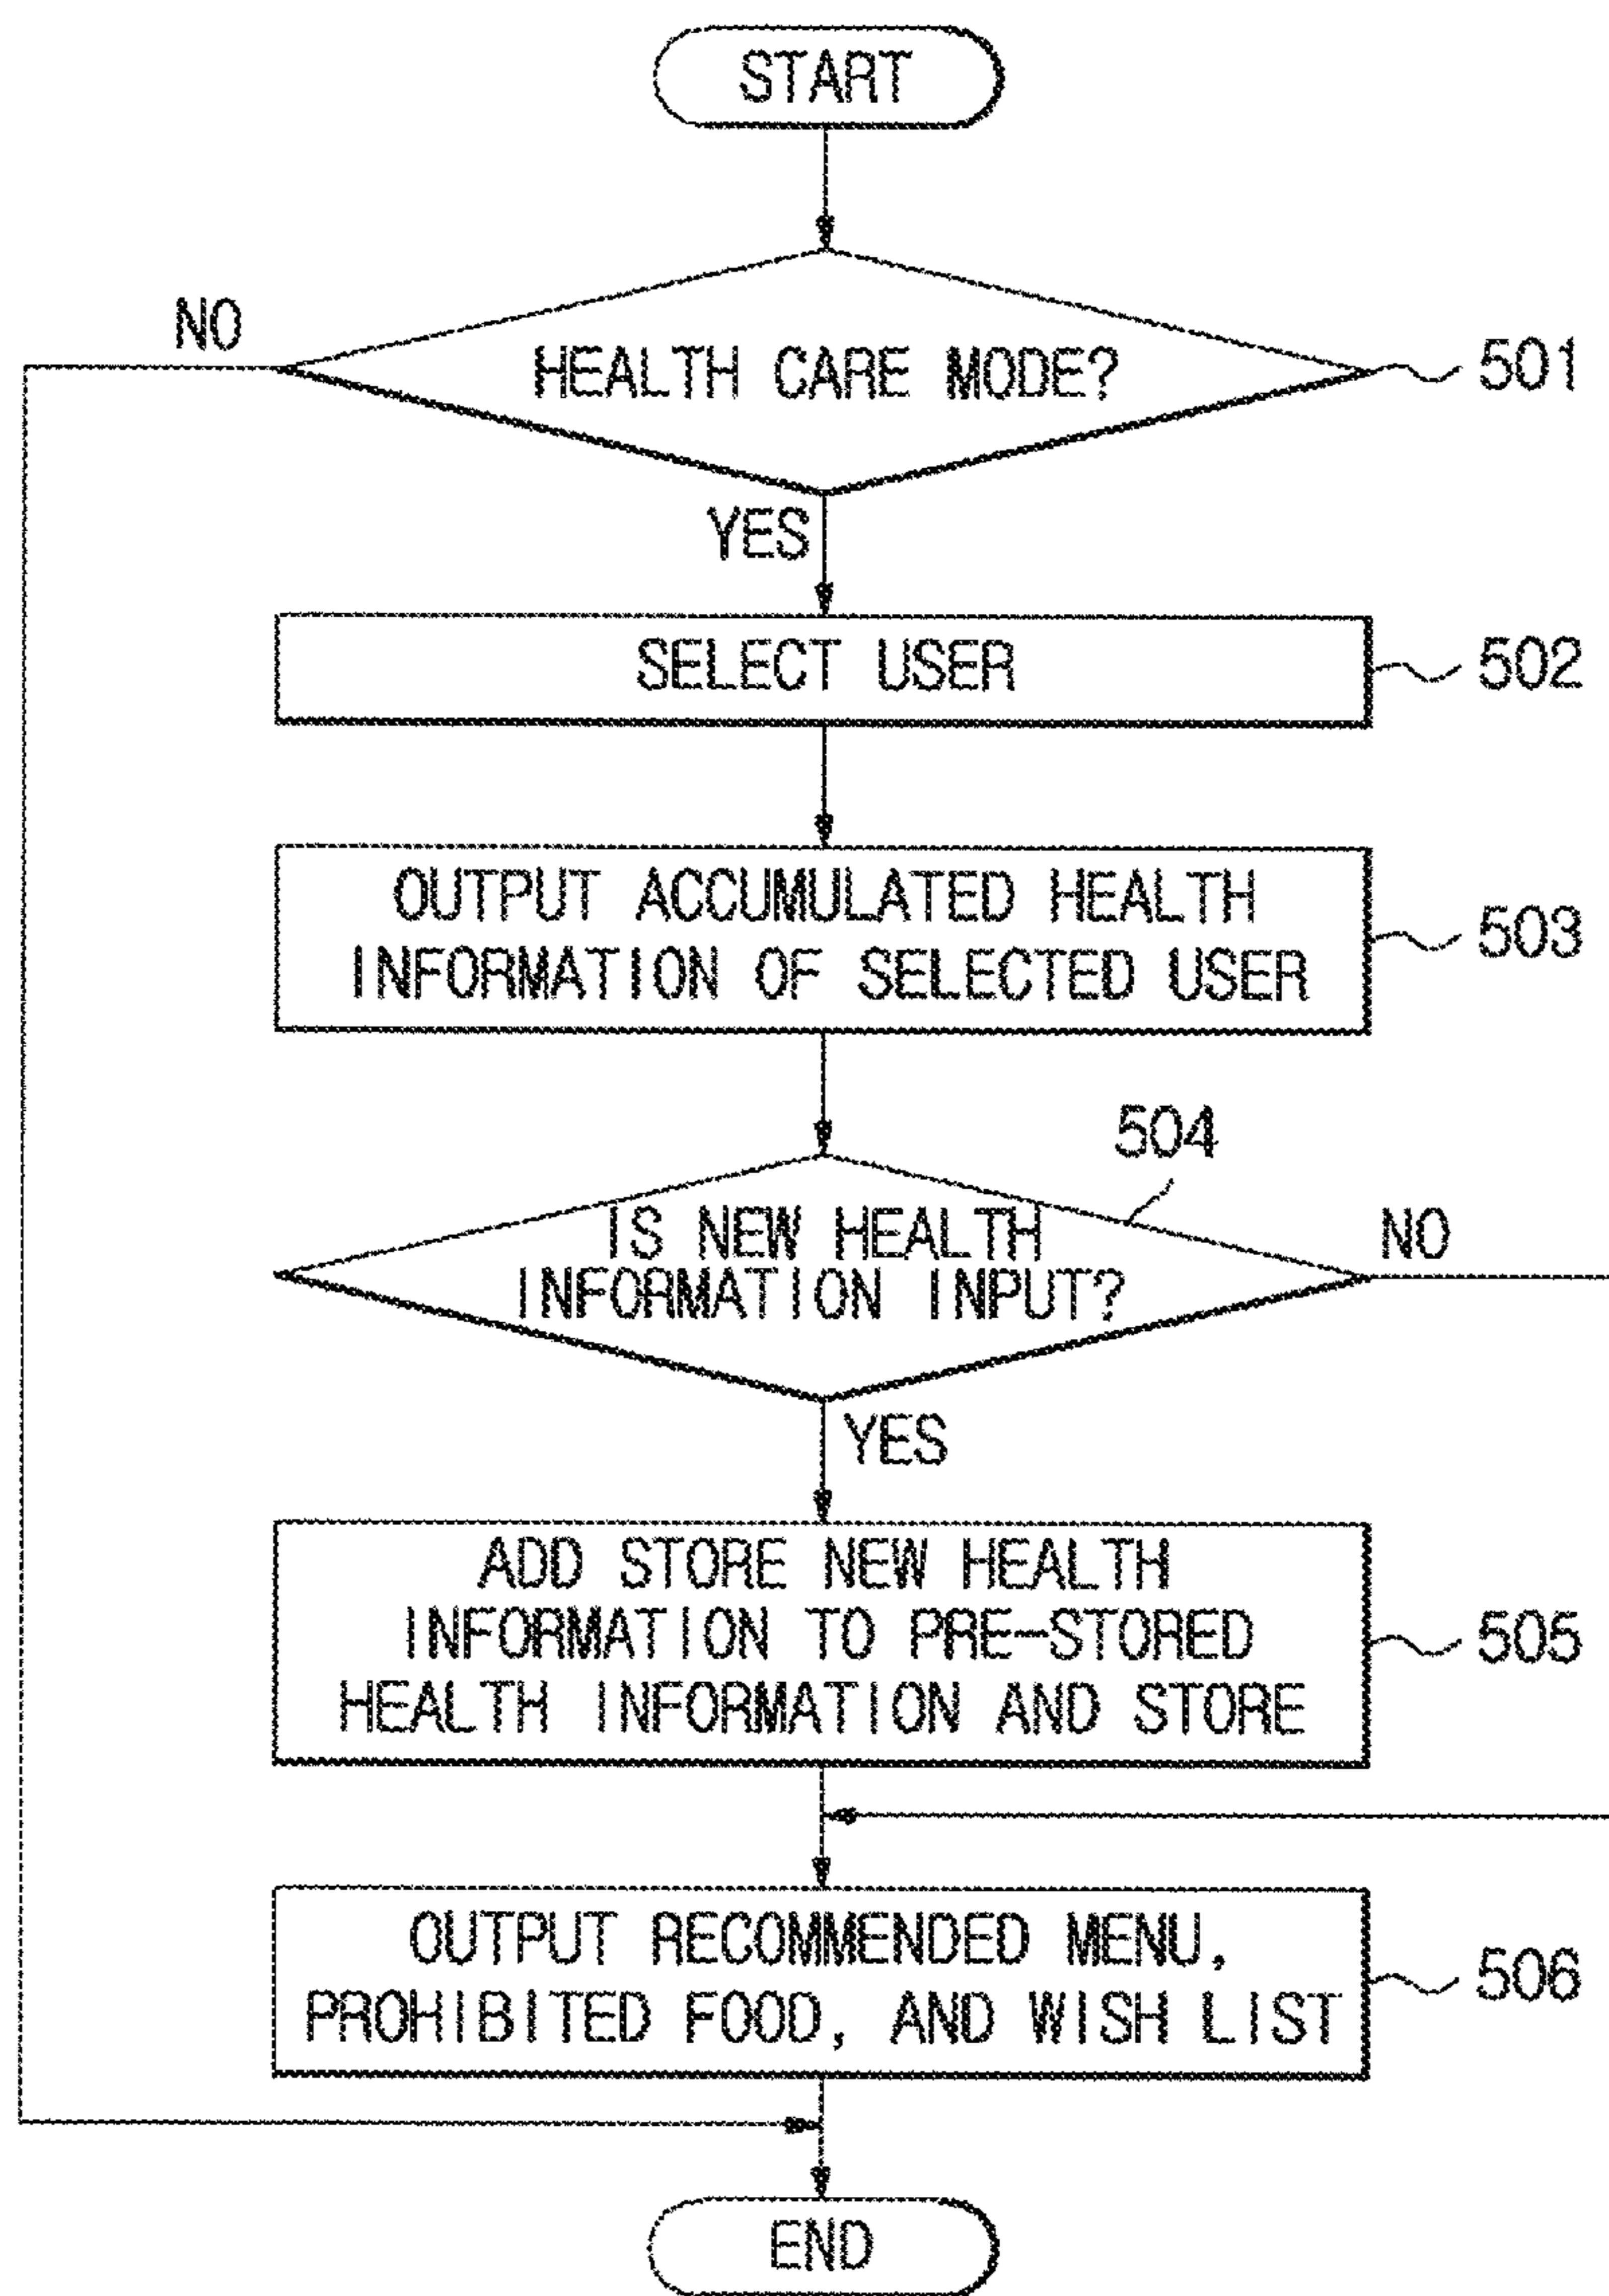 START
NO
HEALTH CARE MODE?
501
YES
SELECT USER
502
OUTPUT ACCUMULATED HEALTH
INFORMATION OF SELECTED USER
503
504
IS NEW HEALTH
INFORMATION INPUT?
NO
YES
ADD STORE NEW HEALTH
INFORMATION TO PRE-STORED
HEALTH INFORMATION AND STORE
505
OUTPUT RECOMMENDED MENU,
PROHIBITED FOOD, AND WISH LIST
506
END